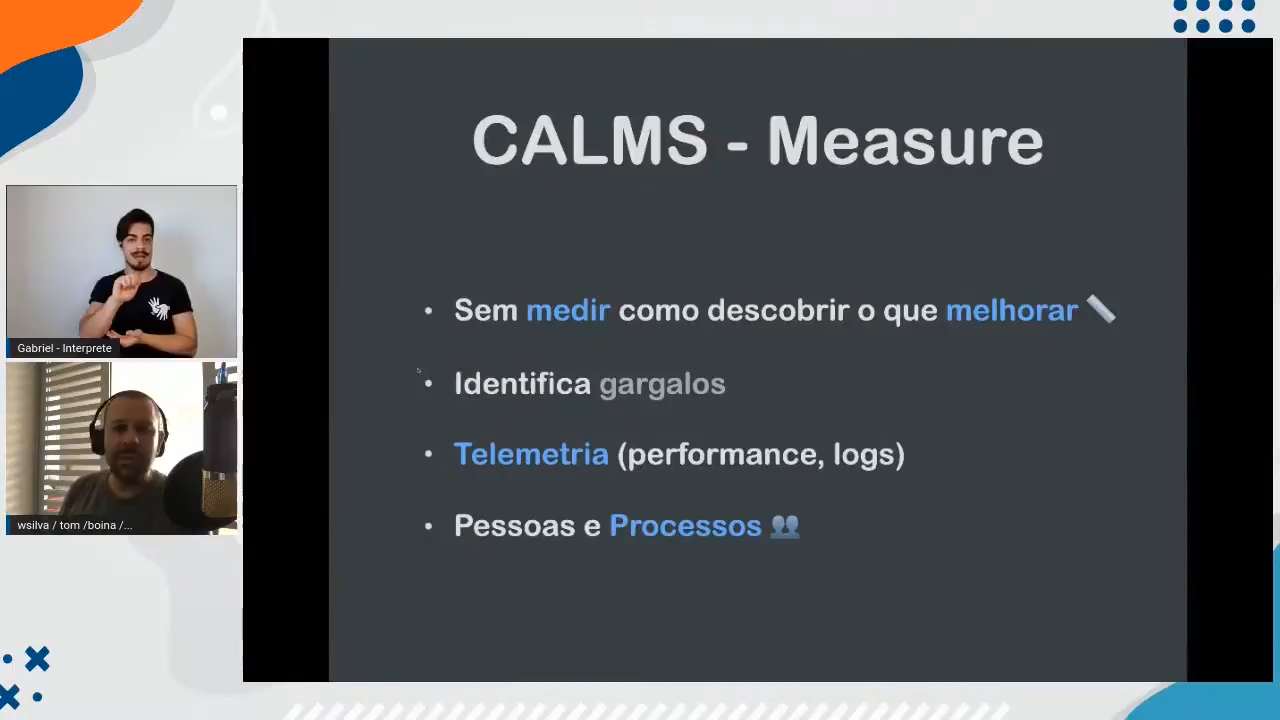 CALMS - Measure
• Sem medir como descobrir o que melhorar
• Identifica gargalos
• Telemetria (performance, logs)
• Pessoas e Processos
Gabriel - Interprete
wsilva / tom /boina /...